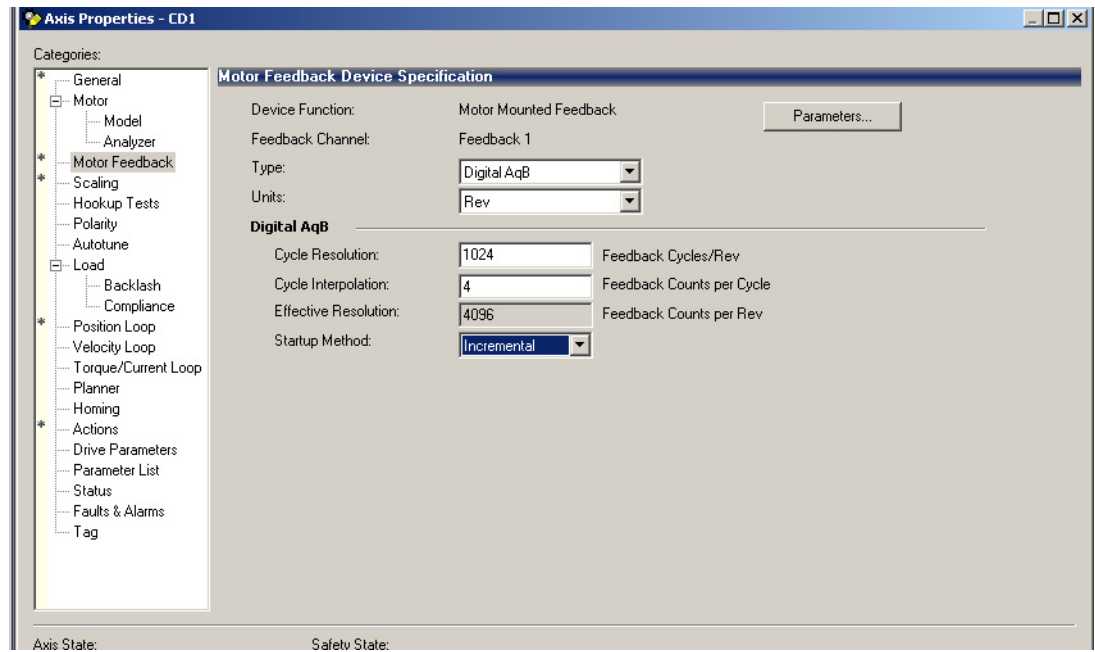 Axis Properties - CD1
Categories:
* General
Motor
Model
Analyzer
* Motor Feedback
* Scaling
Hookup Tests
Polarity
Autotune
Load
Backlash
Compliance
* Position Loop
Velocity Loop
Torque/Current Loop
Planner
Homing
* Actions
Drive Parameters
Parameter List
Status
Faults & Alarms
Tag
Motor Feedback Device Specification
Device Function: Motor Mounted Feedback Parameters...
Feedback Channel: Feedback 1
Type: Digital AqB
Units: Rev
Digital AqB
Cycle Resolution: 1024 Feedback Cycles/Rev
Cycle Interpolation: 4 Feedback Counts per Cycle
Effective Resolution: 4096 Feedback Counts per Rev
Startup Method: Incremental
Axis State: Safety State: